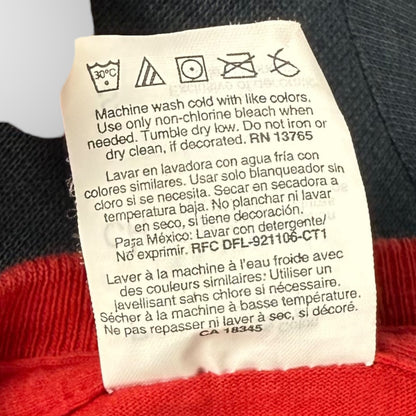 30°C
Machine wash cold with like colors.
Use only non-chlorine bleach when
needed. Tumble dry low. Do not iron or
dry clean, if decorated. RN 13765
Lavar en lavadora con agua fría con
colores similares. Usar solo blanqueador sin
cloro si se necesita. Secar en secadora a
temperatura baja. No planchar ni lavar
en seco, si tiene decoración.
Para México: Lavar con detergente/
No exprimir. RFC DFL-921106-CT1
Laver à la machine à l'eau froide avec
des couleurs similaires. Utiliser un
javellisant sans chlore si nécessaire.
Sécher à la machine à basse température.
Ne pas repasser ni laver à sec, si décoré.
CA 18345